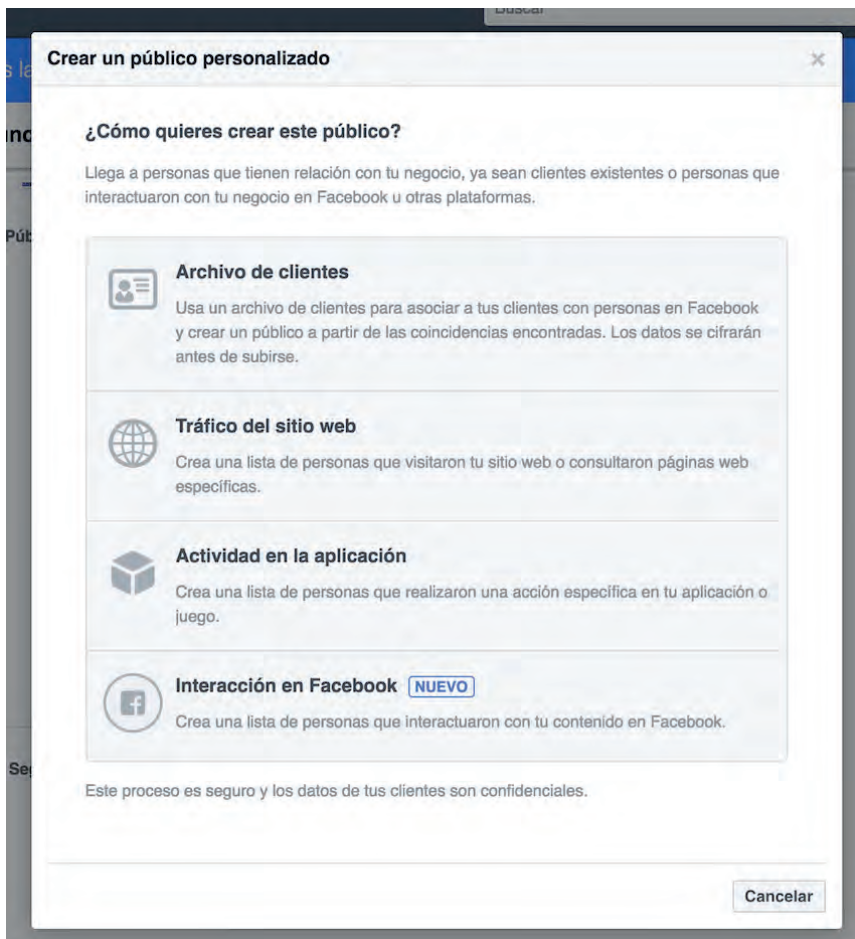 Buscar
Crear un público personalizado
¿Cómo quieres crear este público?
Llega a personas que tienen relación con tu negocio, ya sean clientes existentes o personas que
interactuaron con tu negocio en Facebook u otras plataformas.
Púb
Archivo de clientes
Usa un archivo de clientes para asociar a tus clientes con personas en Facebook
y crear un público a partir de las coincidencias encontradas. Los datos se cifrarán
antes de subirse.
Tráfico del sitio web
Crea una lista de personas que visitaron tu sitio web o consultaron páginas web
específicas.
Actividad en la aplicación
Crea una lista de personas que realizaron una acción específica en tu aplicación o
juego.
Interacción en Facebook NUEVO
Crea una lista de personas que interactuaron con tu contenido en Facebook.
Este proceso es seguro y los datos de tus clientes son confidenciales.
Cancelar